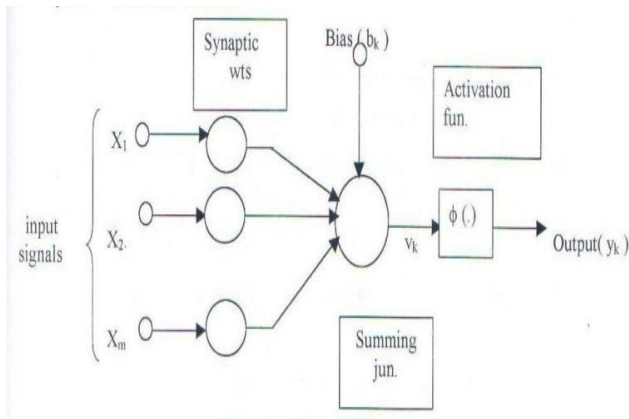 Synaptic
wts
Bias( bₖ )
Activation
fun.
X₁
X₂.
input
signals
Xₘ
vₖ
ϕ (.)
Output( yₖ )
Summing
jun.